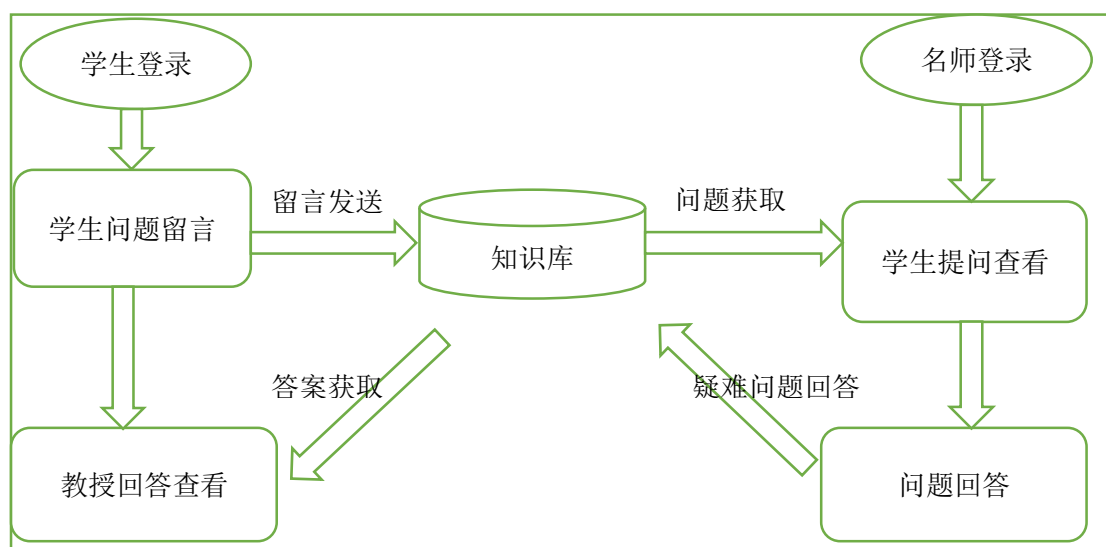 学生登录
名师登录
学生问题留言
留言发送
知识库
问题获取
学生提问查看
答案获取
疑难问题回答
教授回答查看
问题回答